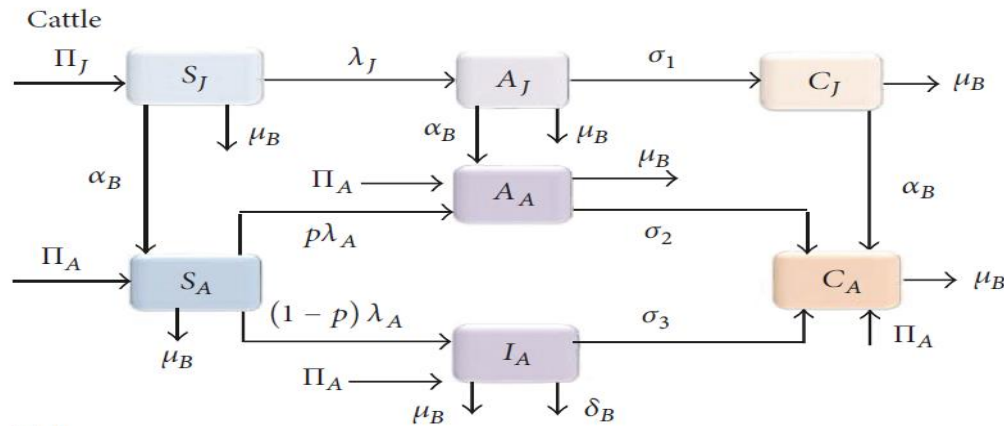 Cattle
Π_J S_J λ_J A_J σ_1 C_J μ_B
μ_B α_B μ_B
α_B Π_A A_A μ_B α_B
pλ_A σ_2
Π_A S_A C_A μ_B
μ_B (1 − p) λ_A σ_3 Π_A
Π_A I_A
μ_B δ_B